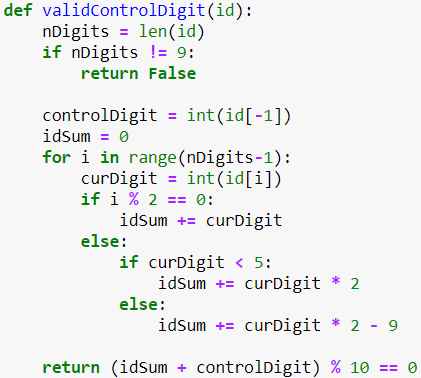 def validControlDigit(id):
    nDigits = len(id)
    if nDigits != 9:
        return False

    controlDigit = int(id[-1])
    idSum = 0
    for i in range(nDigits-1):
        curDigit = int(id[i])
        if i % 2 == 0:
            idSum += curDigit
        else:
            if curDigit < 5:
                idSum += curDigit * 2
            else:
                idSum += curDigit * 2 - 9

    return (idSum + controlDigit) % 10 == 0